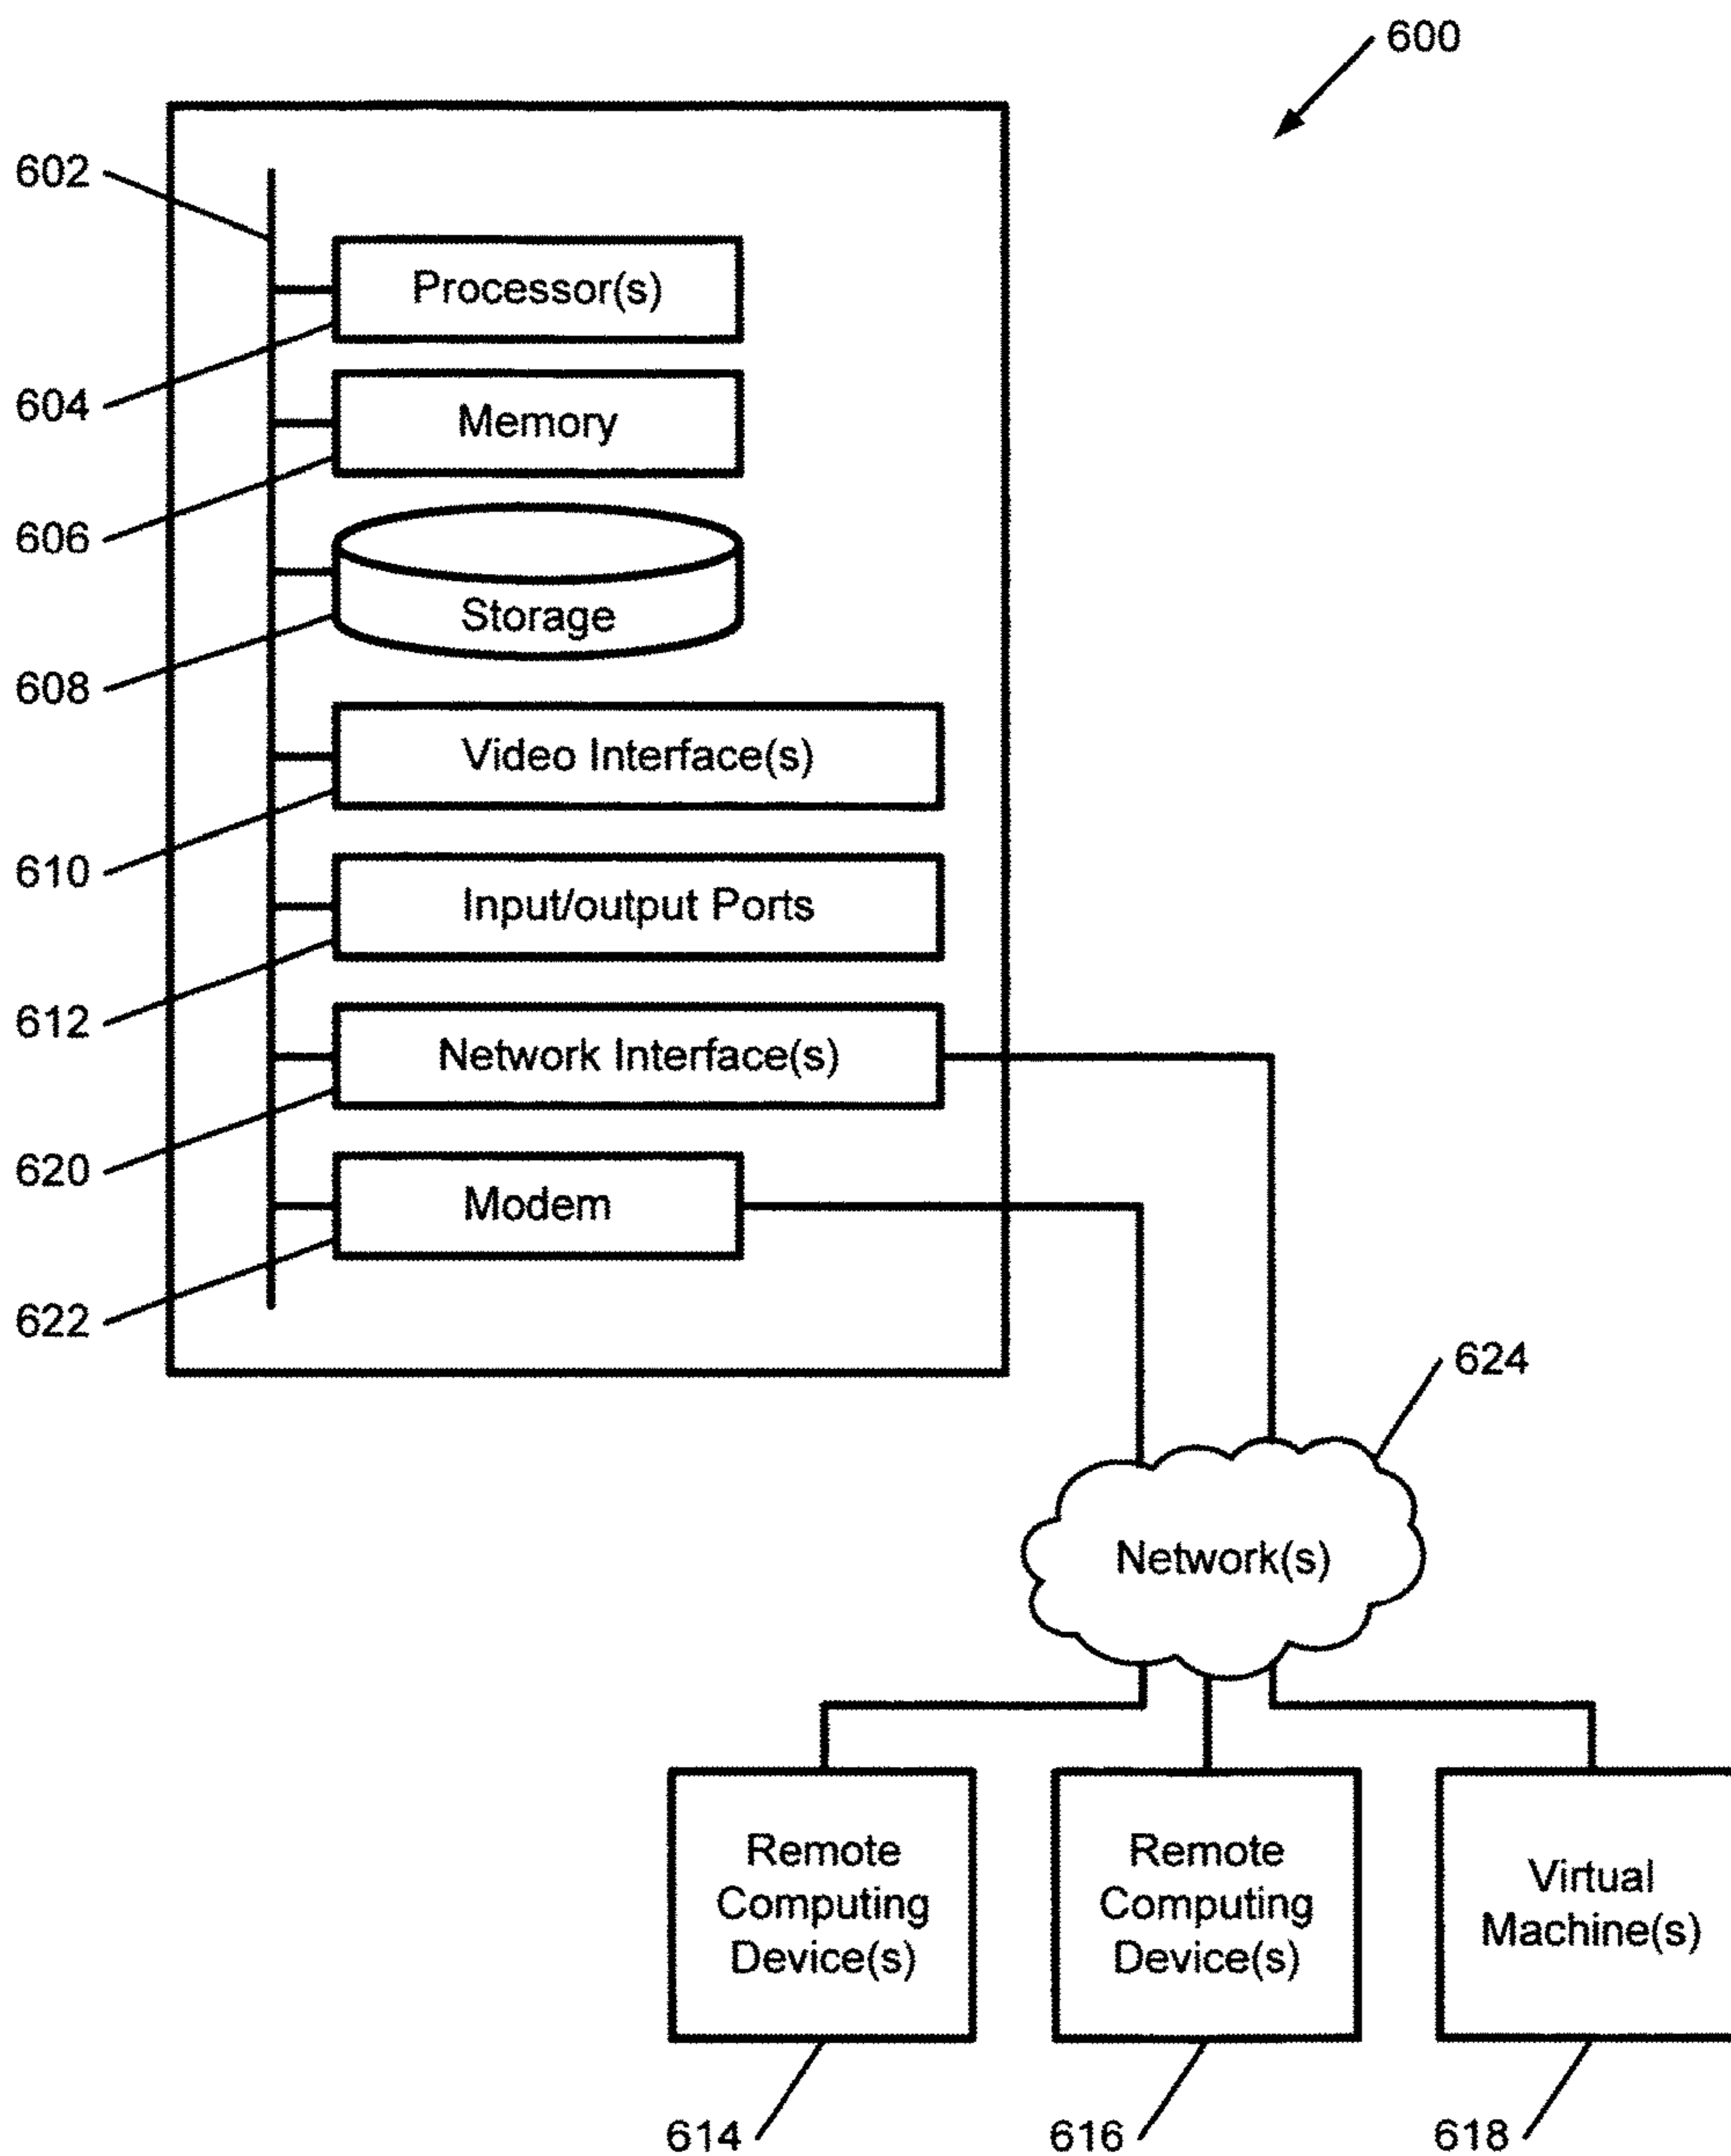 600
602
Processor(s)
604
Memory
606
Storage
608
Video Interface(s)
610
Input/output Ports
612
Network Interface(s)
620
Modem
622
624
Network(s)
Remote
Computing
Device(s)
Remote
Computing
Device(s)
Virtual
Machine(s)
614
616
618